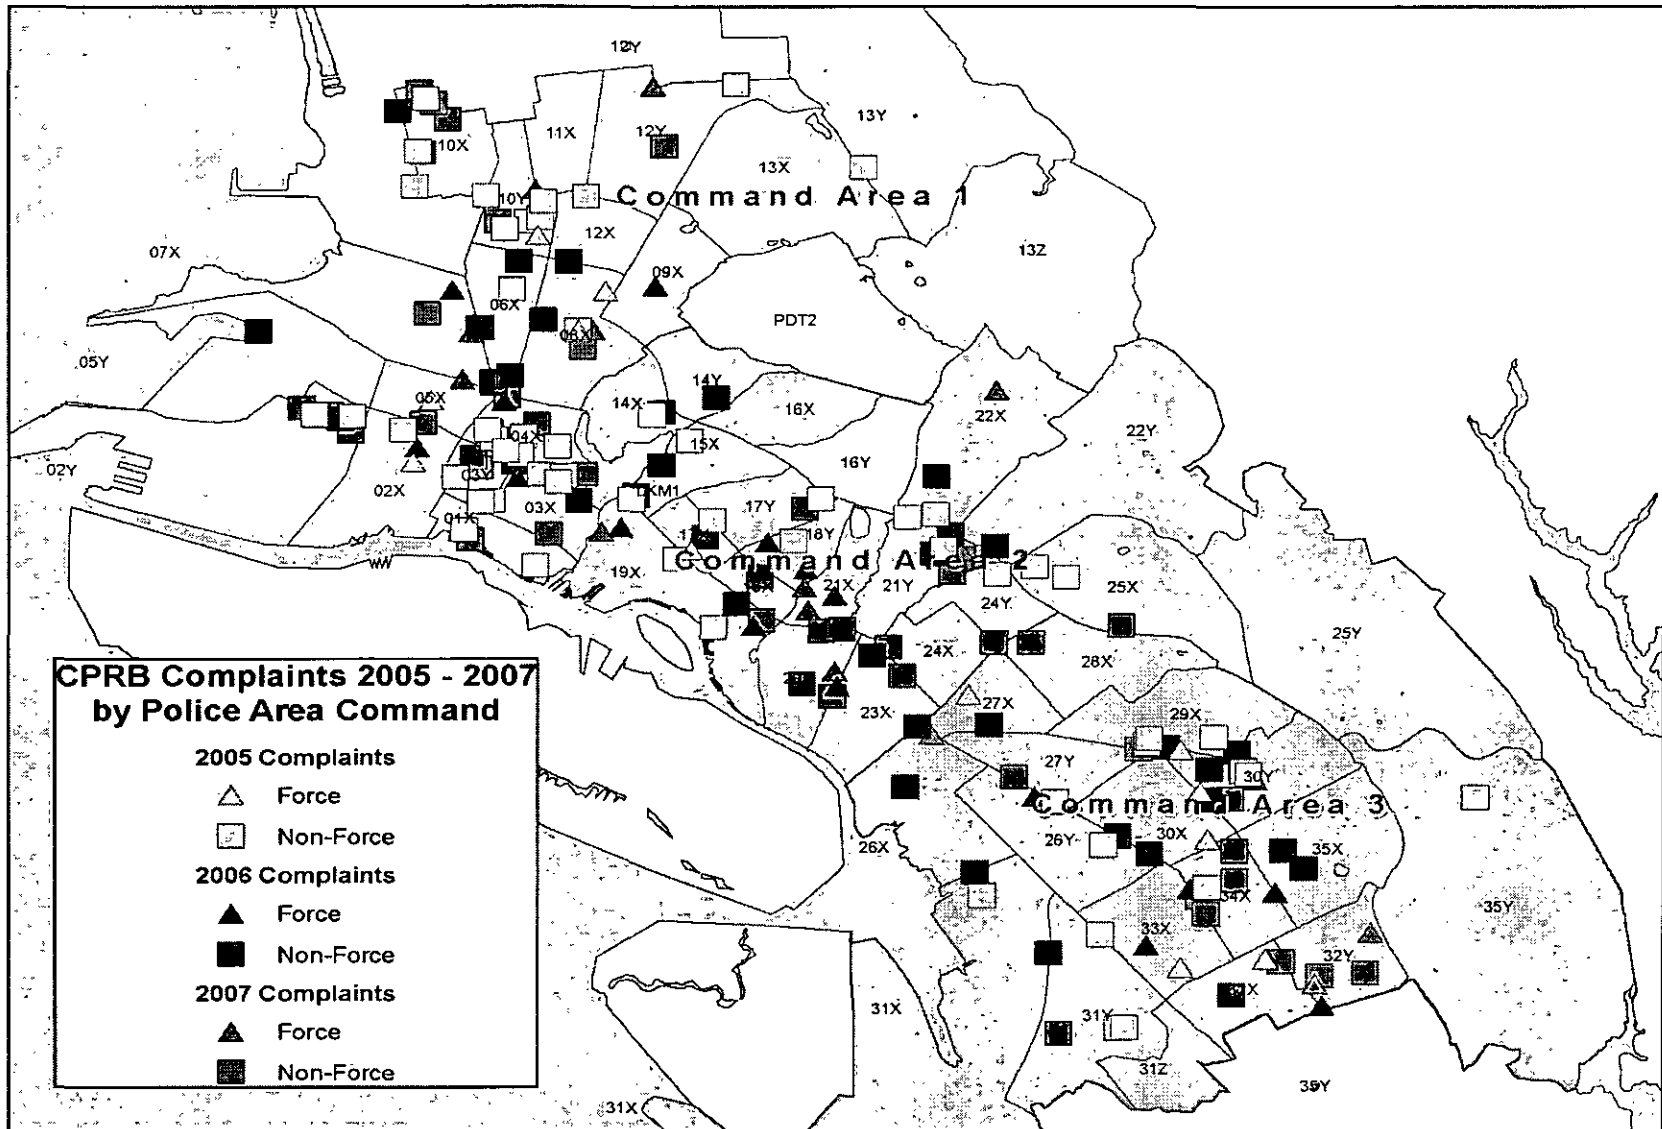 12Y
13Y
11X
12Y
10X
13X
Command Area 1
10Y
12X
07X
13Z
09X
06X
PDT2
08X
05Y
14Y
05X
14X
16X
22X
04X
15X
22Y
02Y
03Y
16Y
02X
01X
03X
17Y
18Y
Command Area 2
19X
21X
21Y
25X
24Y
24X
28X
25Y
27X
23X
29X
27Y
30Y
Command Area 3
26X
26Y
30X
35X
34X
35Y
33X
32Y
31X
31Y
31Z
35Y
31X
CPRB Complaints 2005 - 2007
by Police Area Command
2005 Complaints
Force
Non-Force
2006 Complaints
Force
Non-Force
2007 Complaints
Force
Non-Force